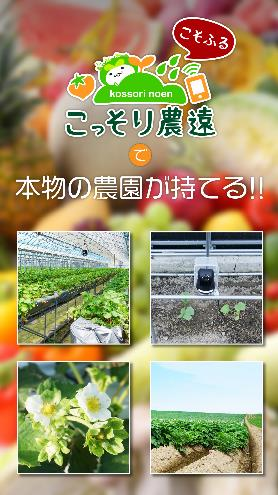 こそふる
kossori noen
こっそり農遠
で
本物の農園が持てる!!